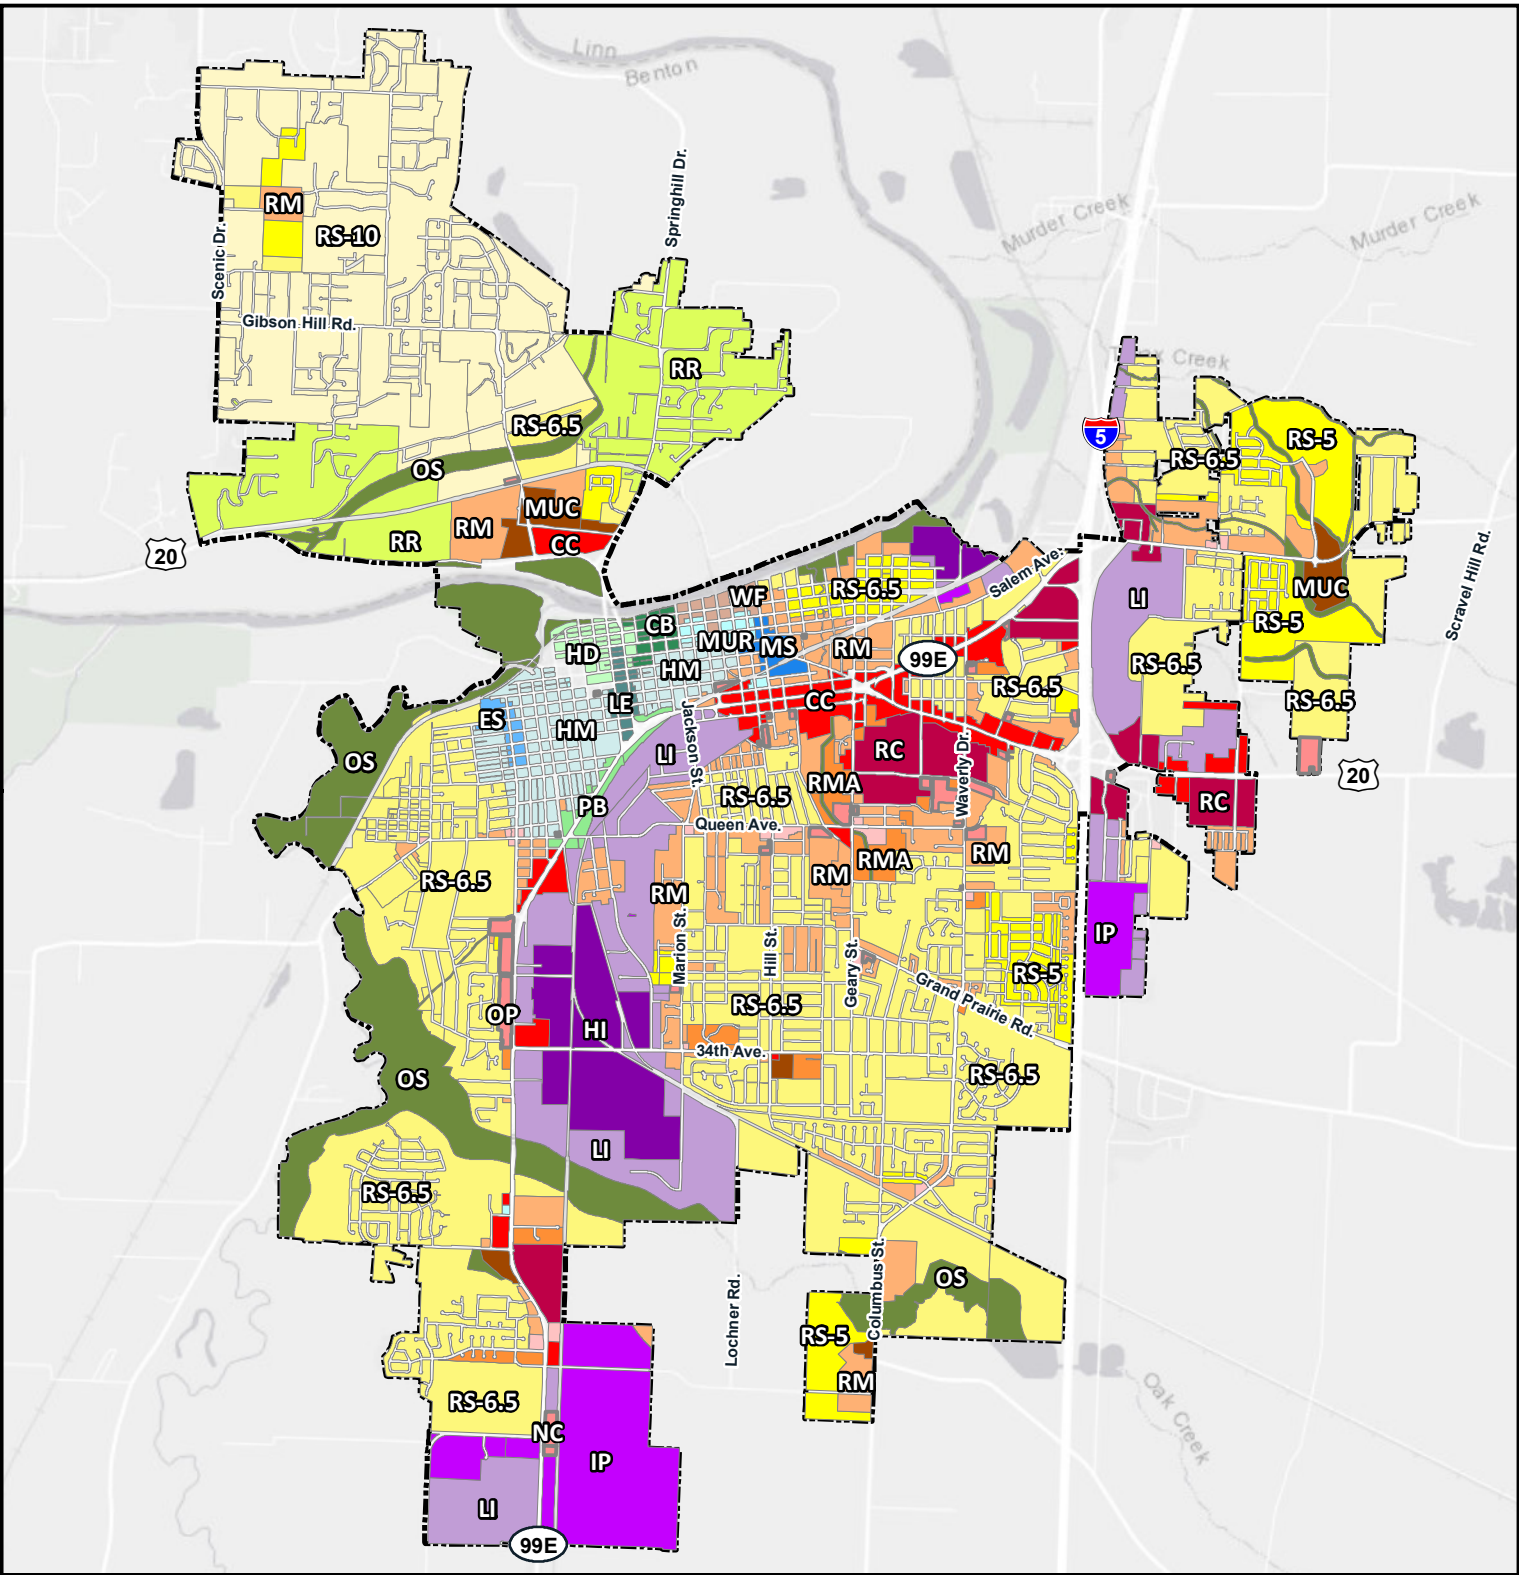 Linn
Benton
Springhill Dr.
Murder Creek
Murder Creek
RM
RS-10
Scenic Dr.
Gibson Hill Rd.
Creek
RR
RS-6.5
5
RS-5
RS-6.5
OS
MUC
RM
RR
CC
20
Salem Ave.
Scravel Hill Rd.
RS-6.5
WF
LI
MUC
CB
MUR
MS
RM
RS-5
HD
HM
99E
RS-6.5
RS-6.5
LE
ES
HM
CC
RS-6.5
Jackson St.
OS
LI
RC
Waverly Dr.
20
RMA
RS-6.5
PB
RC
Queen Ave.
RS-6.5
RM
RM
RMA
RM
Marion St.
Hill St.
Geary St.
IP
RS-5
Grand Prairie Rd.
OP
RS-6.5
HI
34th Ave.
OS
RS-6.5
LI
RS-6.5
Columbus St.
OS
Lochner Rd.
RS-5
RM
RS-6.5
Oak Creek
NC
IP
LI
99E